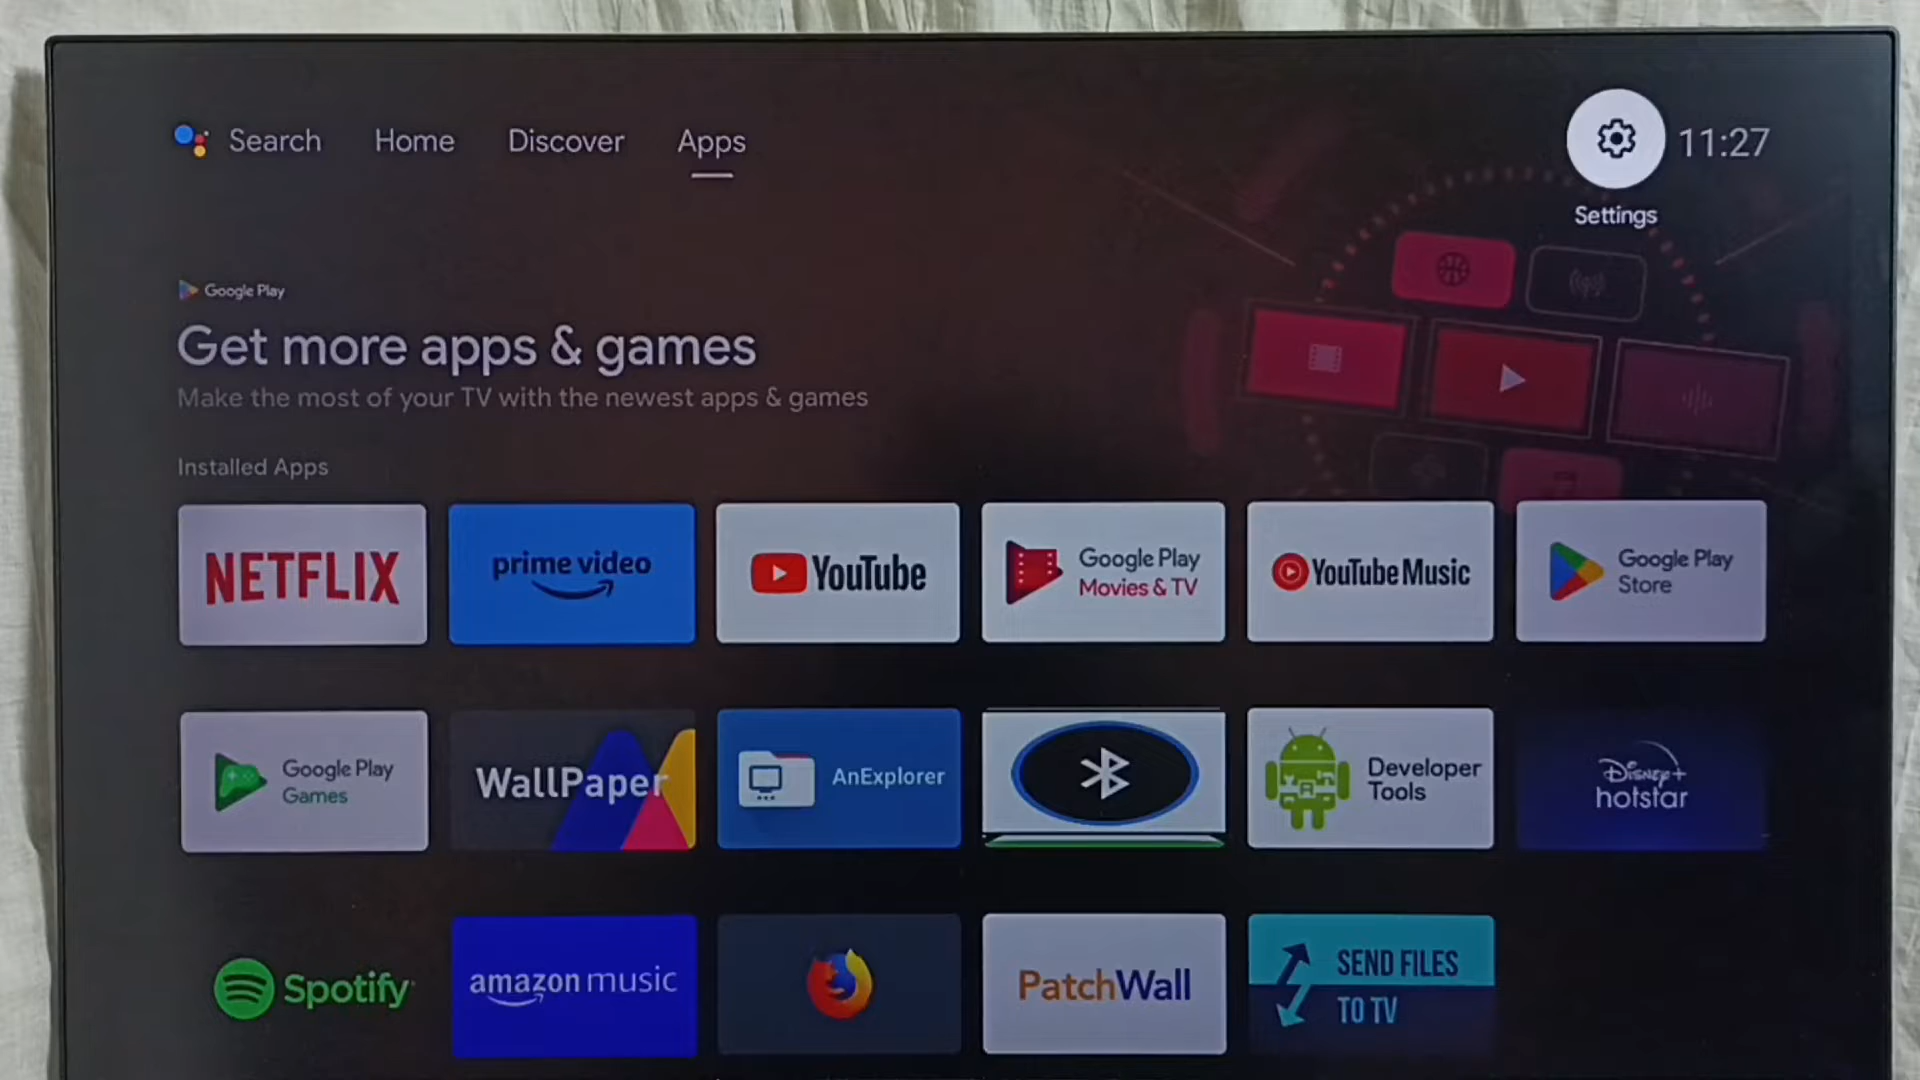 Search Home Discover Apps
11:27
Settings
Google Play
Get more apps & games
Make the most of your TV with the newest apps & games
Installed Apps
NETFLIX
prime video
YouTube
Google Play
Movies & TV
YouTube Music
Google Play
Store
Google Play
Games
WallPaper
AnExplorer
Developer
Tools
Disney+
hotstar
Spotify
amazon music
PatchWall
SEND FILES
TO TV